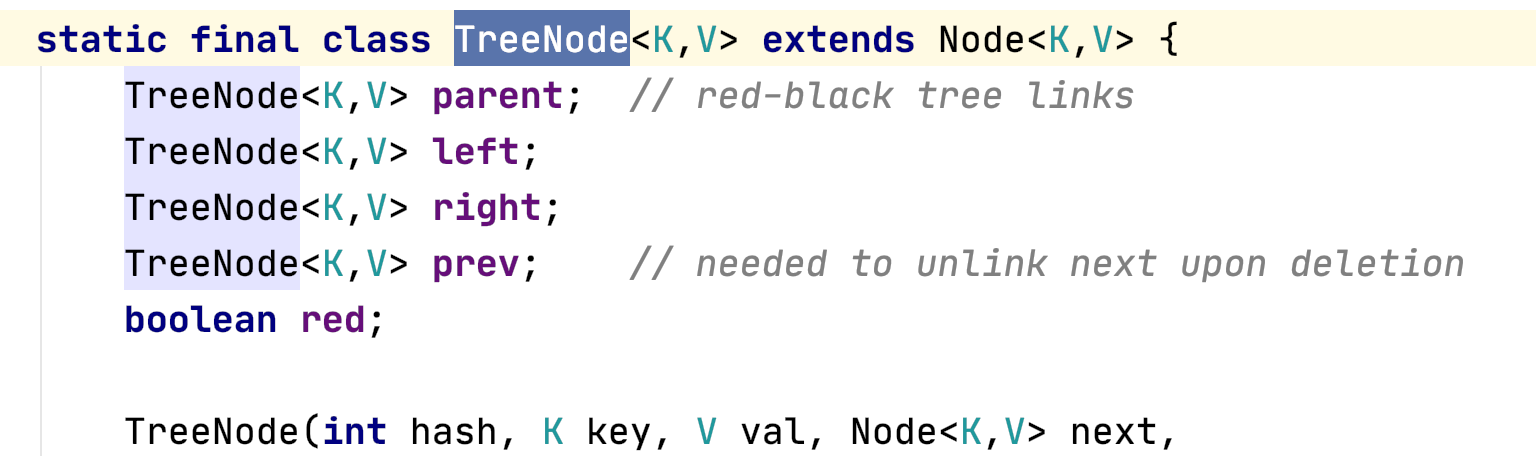 static final class TreeNode<K,V> extends Node<K,V> {
TreeNode<K,V> parent;  // red-black tree links
TreeNode<K,V> left;
TreeNode<K,V> right;
TreeNode<K,V> prev;    // needed to unlink next upon deletion
boolean red;
TreeNode(int hash, K key, V val, Node<K,V> next,